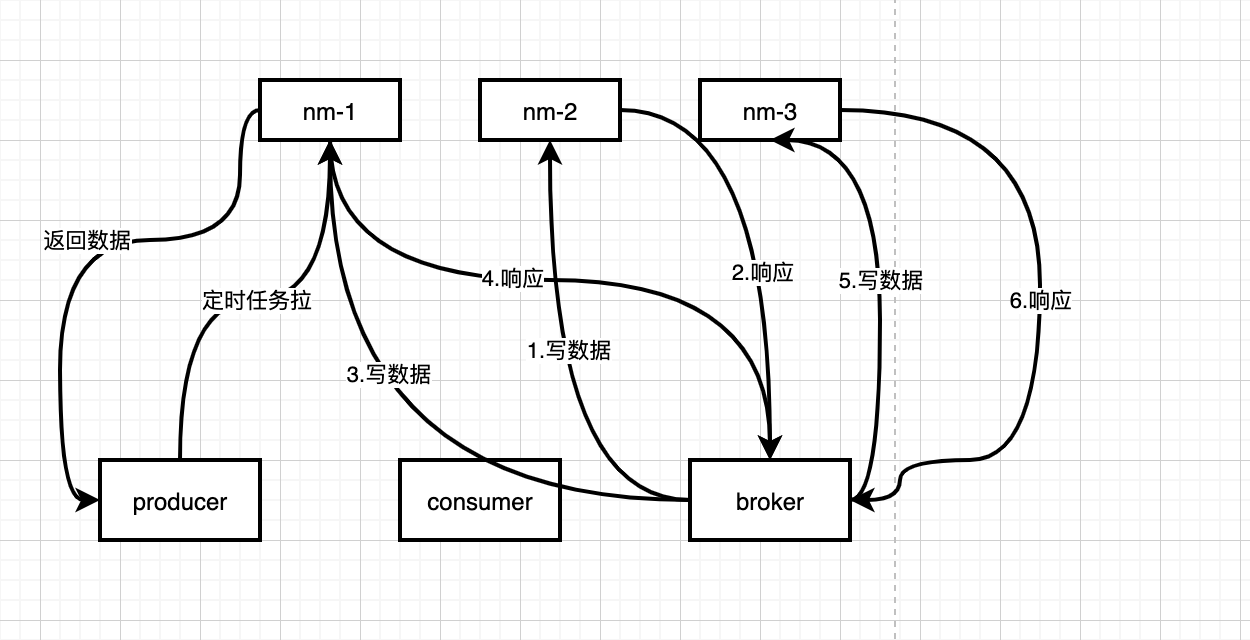 nm-1
nm-2
nm-3
返回数据
定时任务拉
4.响应
2.响应
5.写数据
6.响应
1.写数据
3.写数据
producer
consumer
broker